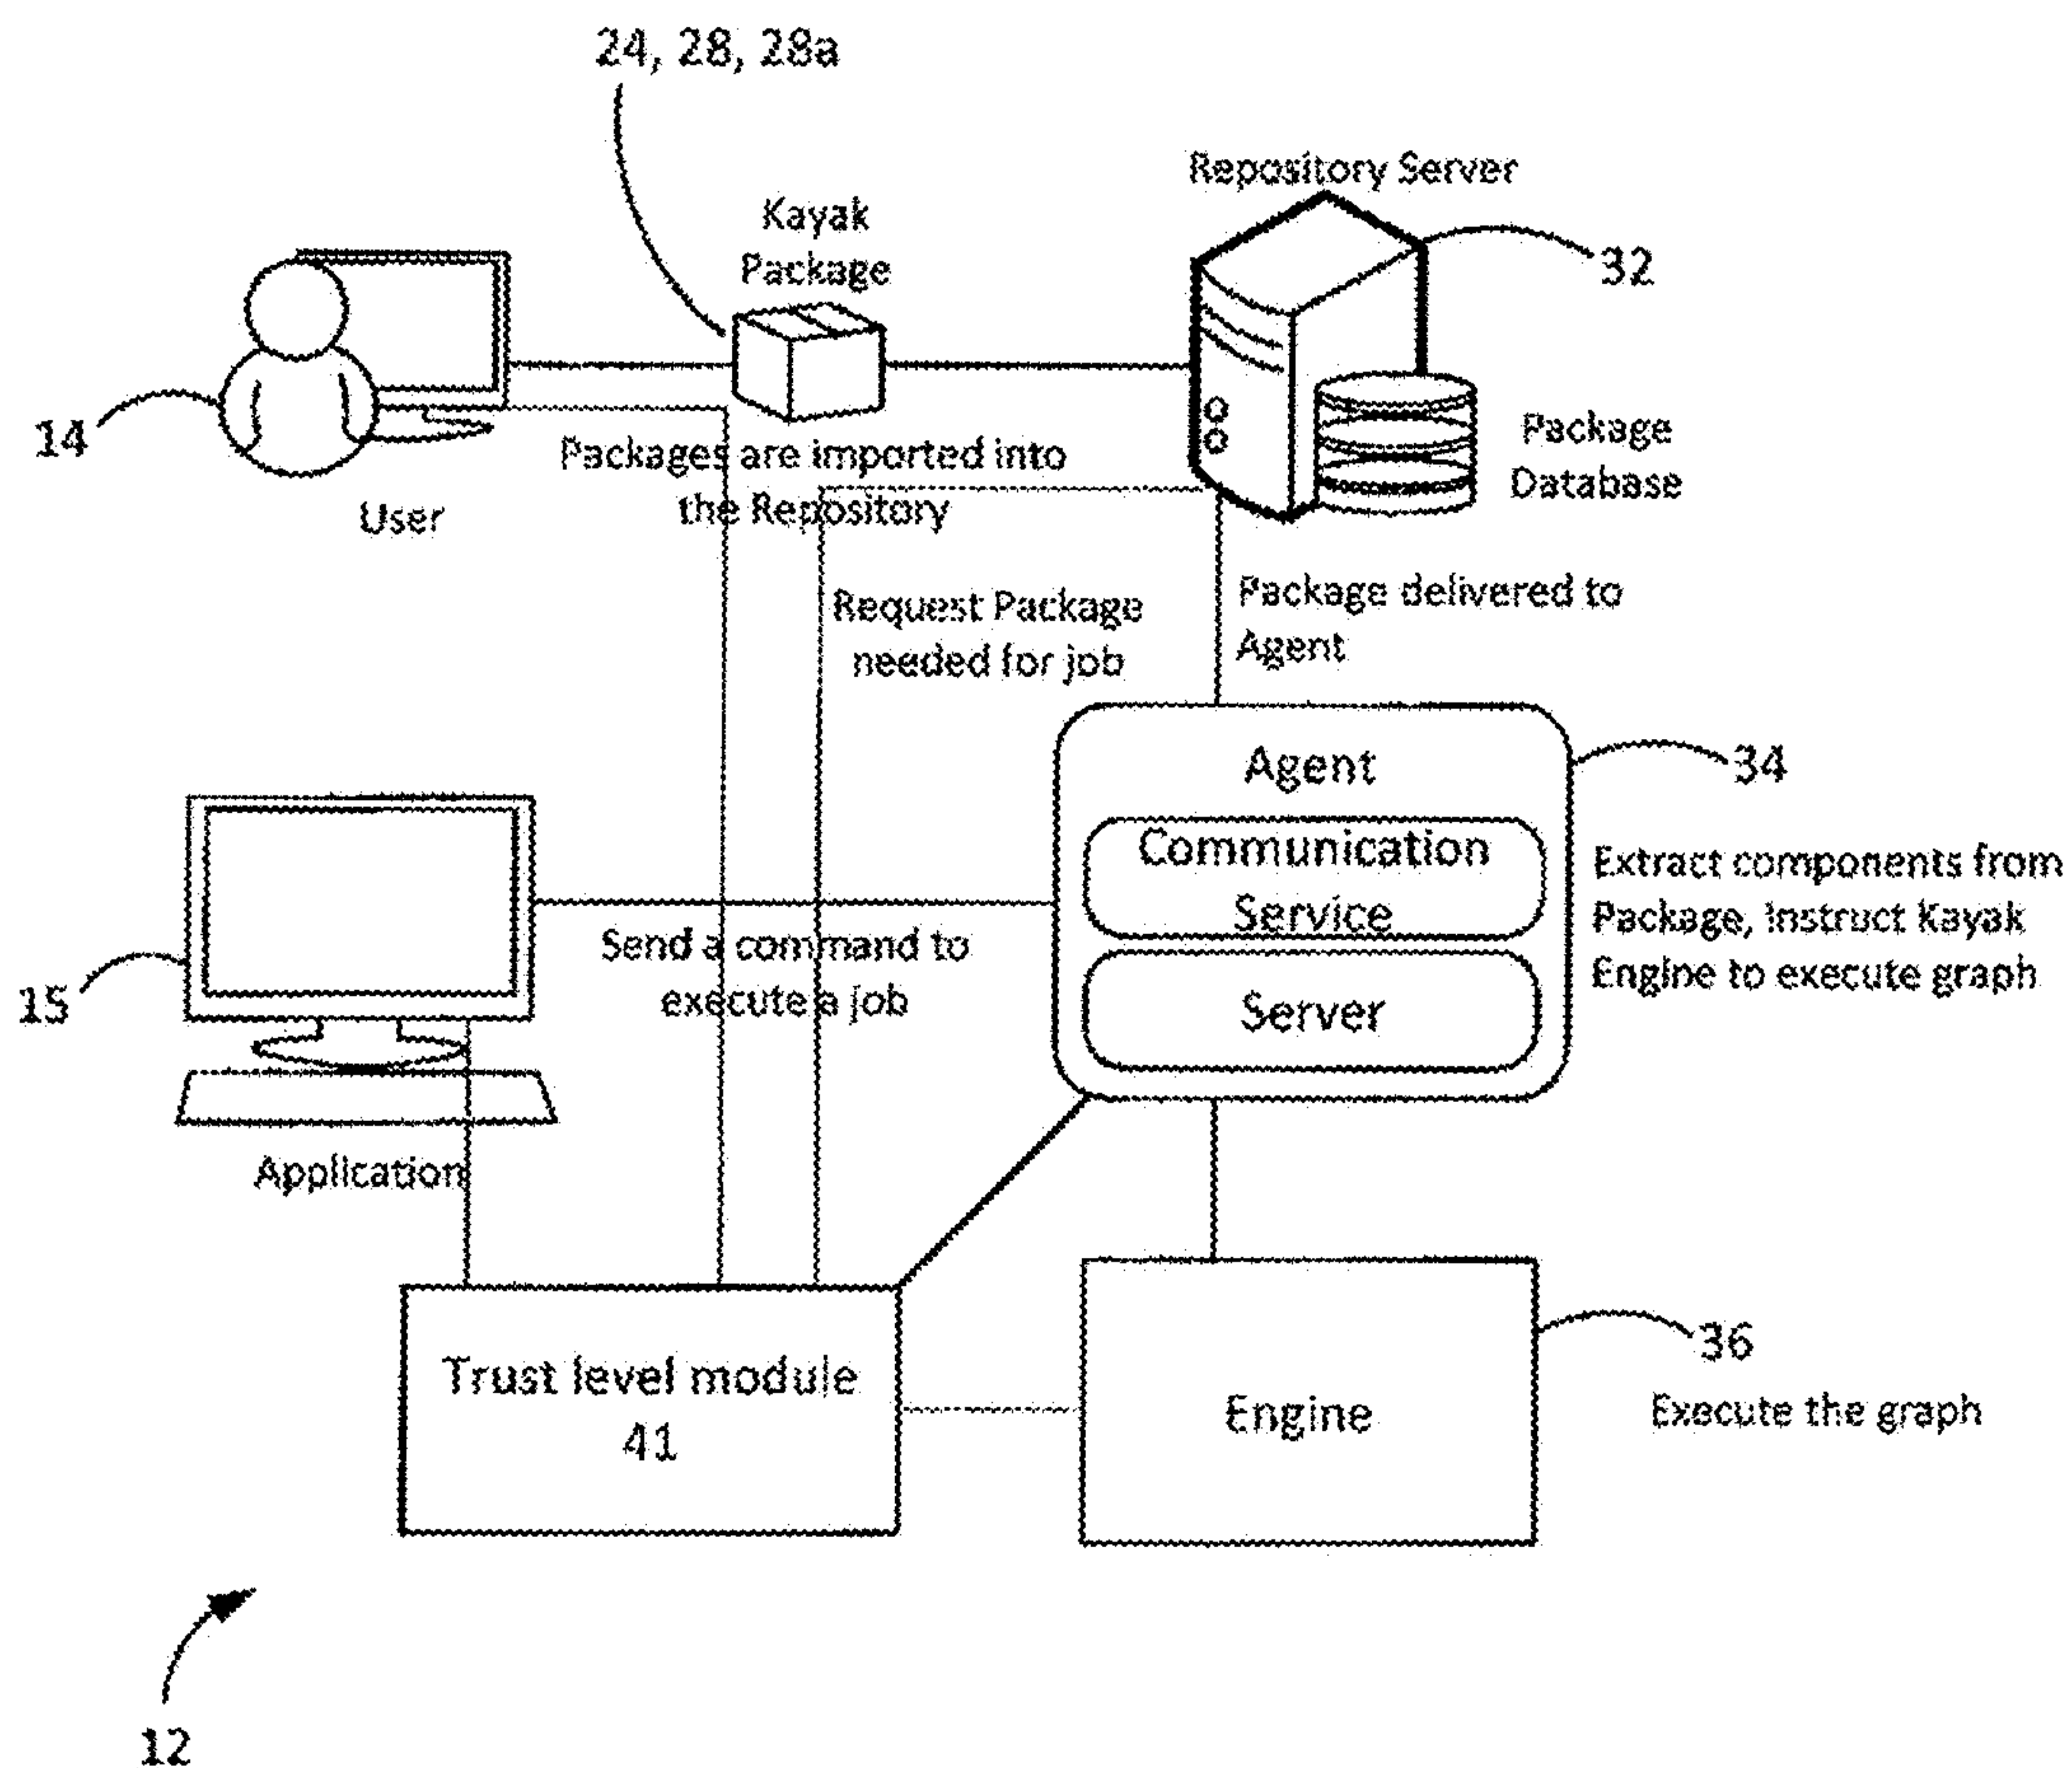 24, 28, 28a
Repository Server
Kayak
Package
32
14
User
Packages are imported into
the Repository
Package
Database
Request Package
needed for job
Package delivered to
Agent
Agent
34
Communication
Service
Server
Extract components from
Package, Instruct Kayak
Engine to execute graph
15
Send a command to
execute a job
Application
Trust level module
41
Engine
36
Execute the graph
12